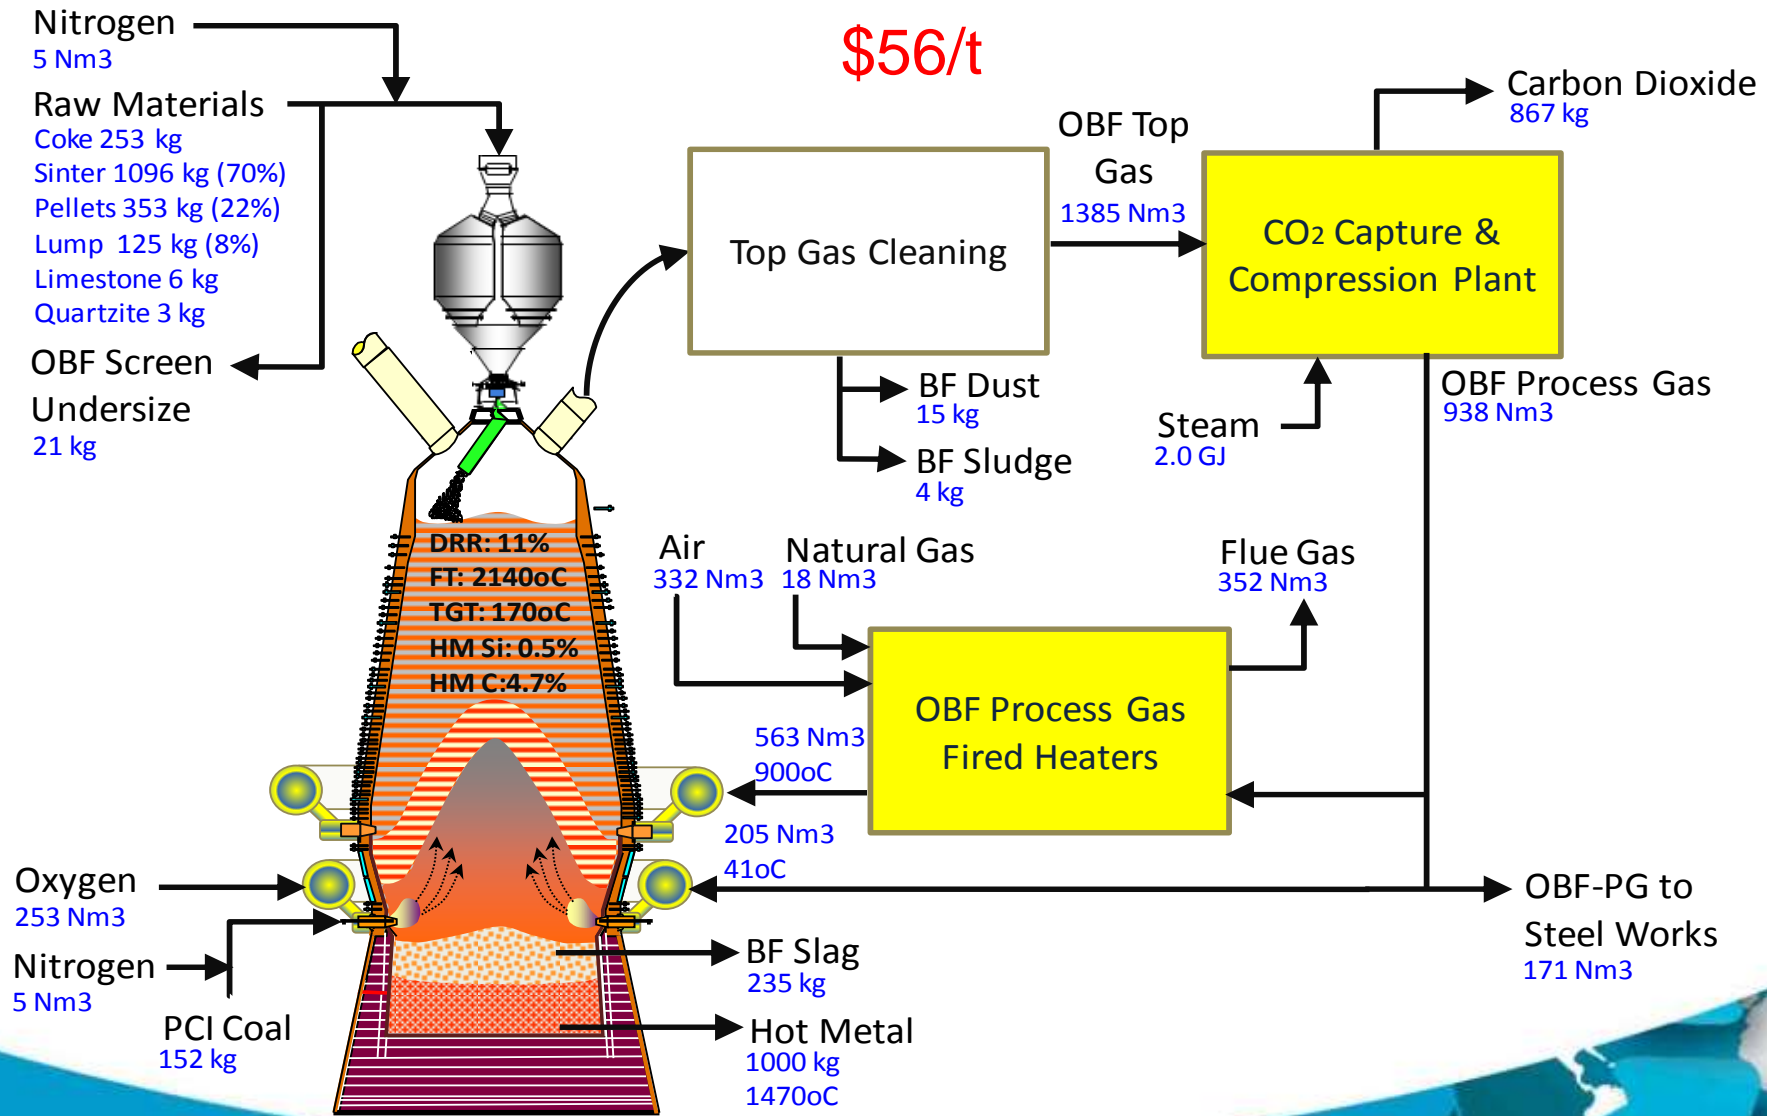 Nitrogen
5 Nm3
$56/t
Raw Materials
Coke 253 kg
Sinter 1096 kg (70%)
Pellets 353 kg (22%)
Lump 125 kg (8%)
Limestone 6 kg
Quartzite 3 kg
OBF Screen
Undersize
21 kg
Top Gas Cleaning
OBF Top
Gas
1385 Nm3
Carbon Dioxide
867 kg
CO2 Capture &
Compression Plant
BF Dust
15 kg
BF Sludge
4 kg
Steam
2.0 GJ
OBF Process Gas
938 Nm3
DRR: 11%
FT: 2140oC
TGT: 170oC
HM Si: 0.5%
HM C:4.7%
Air
332 Nm3
Natural Gas
18 Nm3
Flue Gas
352 Nm3
OBF Process Gas
Fired Heaters
563 Nm3
900oC
205 Nm3
41oC
Oxygen
253 Nm3
Nitrogen
5 Nm3
PCI Coal
152 kg
BF Slag
235 kg
Hot Metal
1000 kg
1470oC
OBF-PG to
Steel Works
171 Nm3